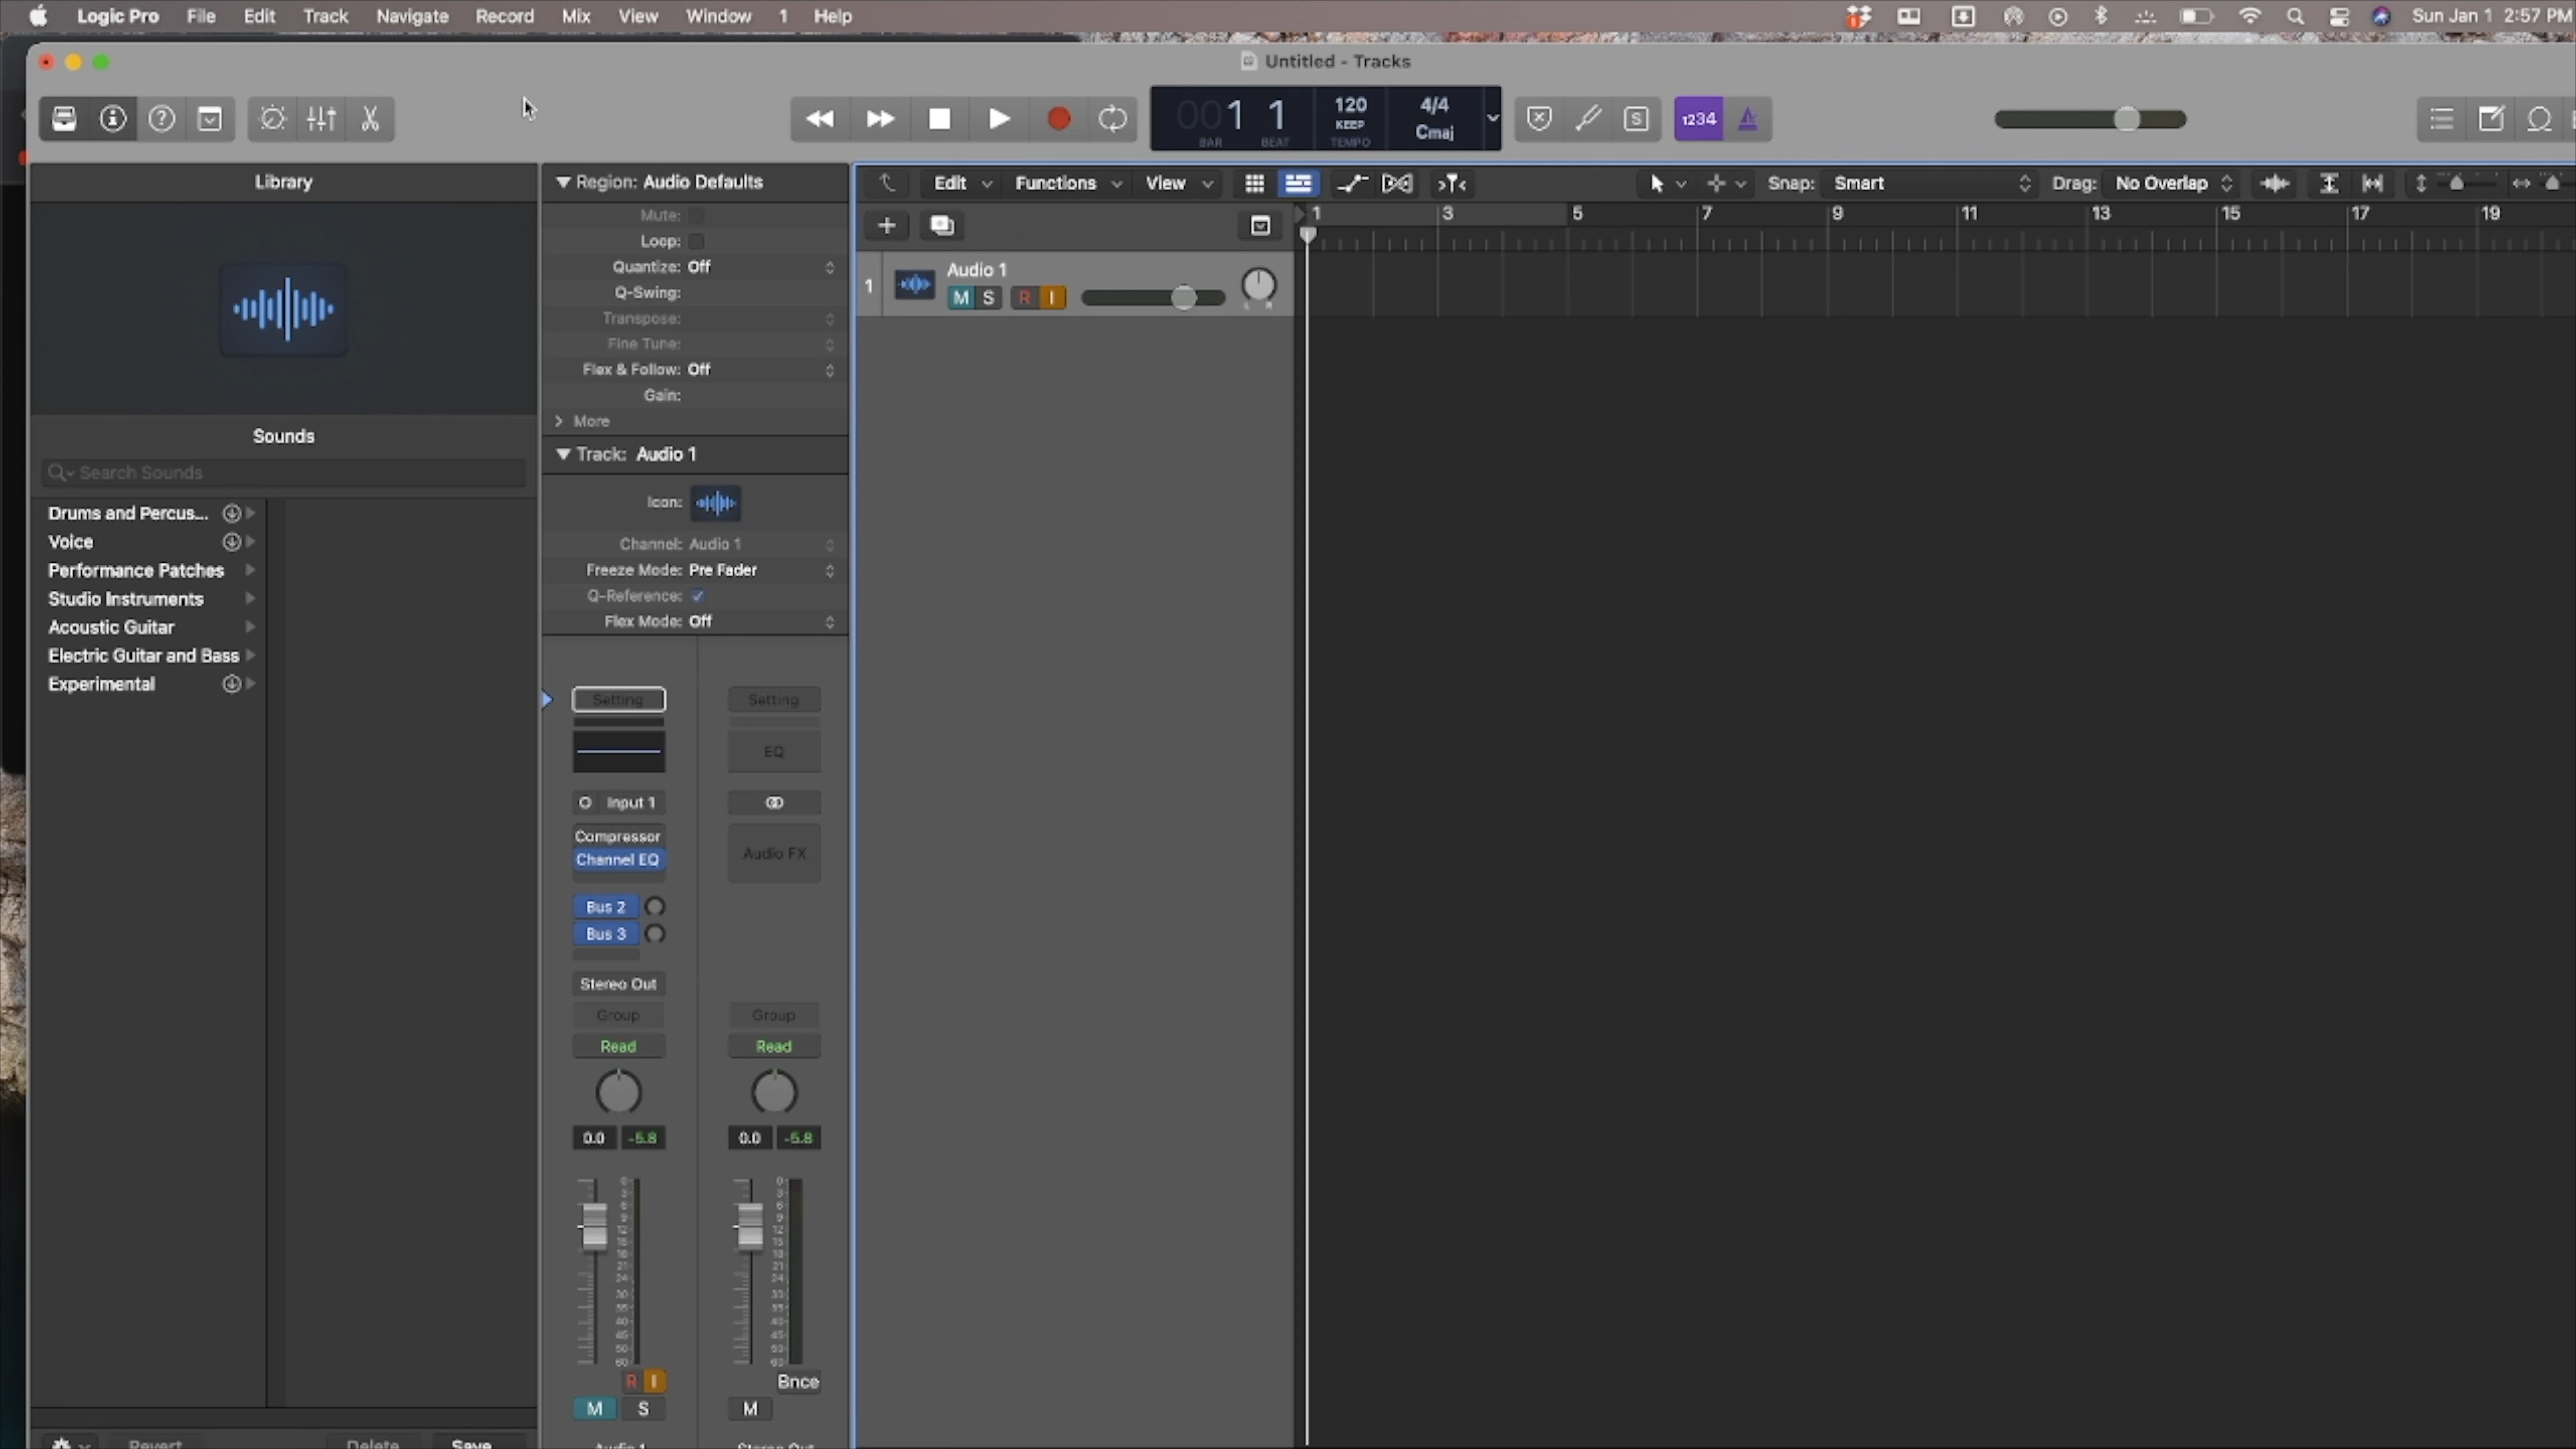 Logic Pro File Edit Track Navigate Record Mix View Window 1 Help Sun Jan 1 2:57 PM
Untitled - Tracks
001 1 120 4/4
KEEP Cmaj
BAR BEAT TEMPO
S 1234
Library
Sounds
Search Sounds
Drums and Percus...
Voice
Performance Patches
Studio Instruments
Acoustic Guitar
Electric Guitar and Bass
Experimental
Revert Delete Save
Region: Audio Defaults
Mute:
Loop:
Quantize: Off
Q-Swing:
Transpose:
Fine Tune:
Flex & Follow: Off
Gain:
More
Track: Audio 1
Icon:
Channel: Audio 1
Freeze Mode: Pre Fader
Q-Reference:
Flex Mode: Off
Setting Setting
EQ
Input 1
Compressor
Channel EQ
Audio FX
Bus 2
Bus 3
Stereo Out
Group Group
Read Read
0.0 -5.8 0.0 -5.8
R I Bnce
M S M
Audio 1 Stereo Out
Edit Functions View Snap: Smart Drag: No Overlap
1 3 5 7 9 11 13 15 17 19
1 Audio 1
M S R I